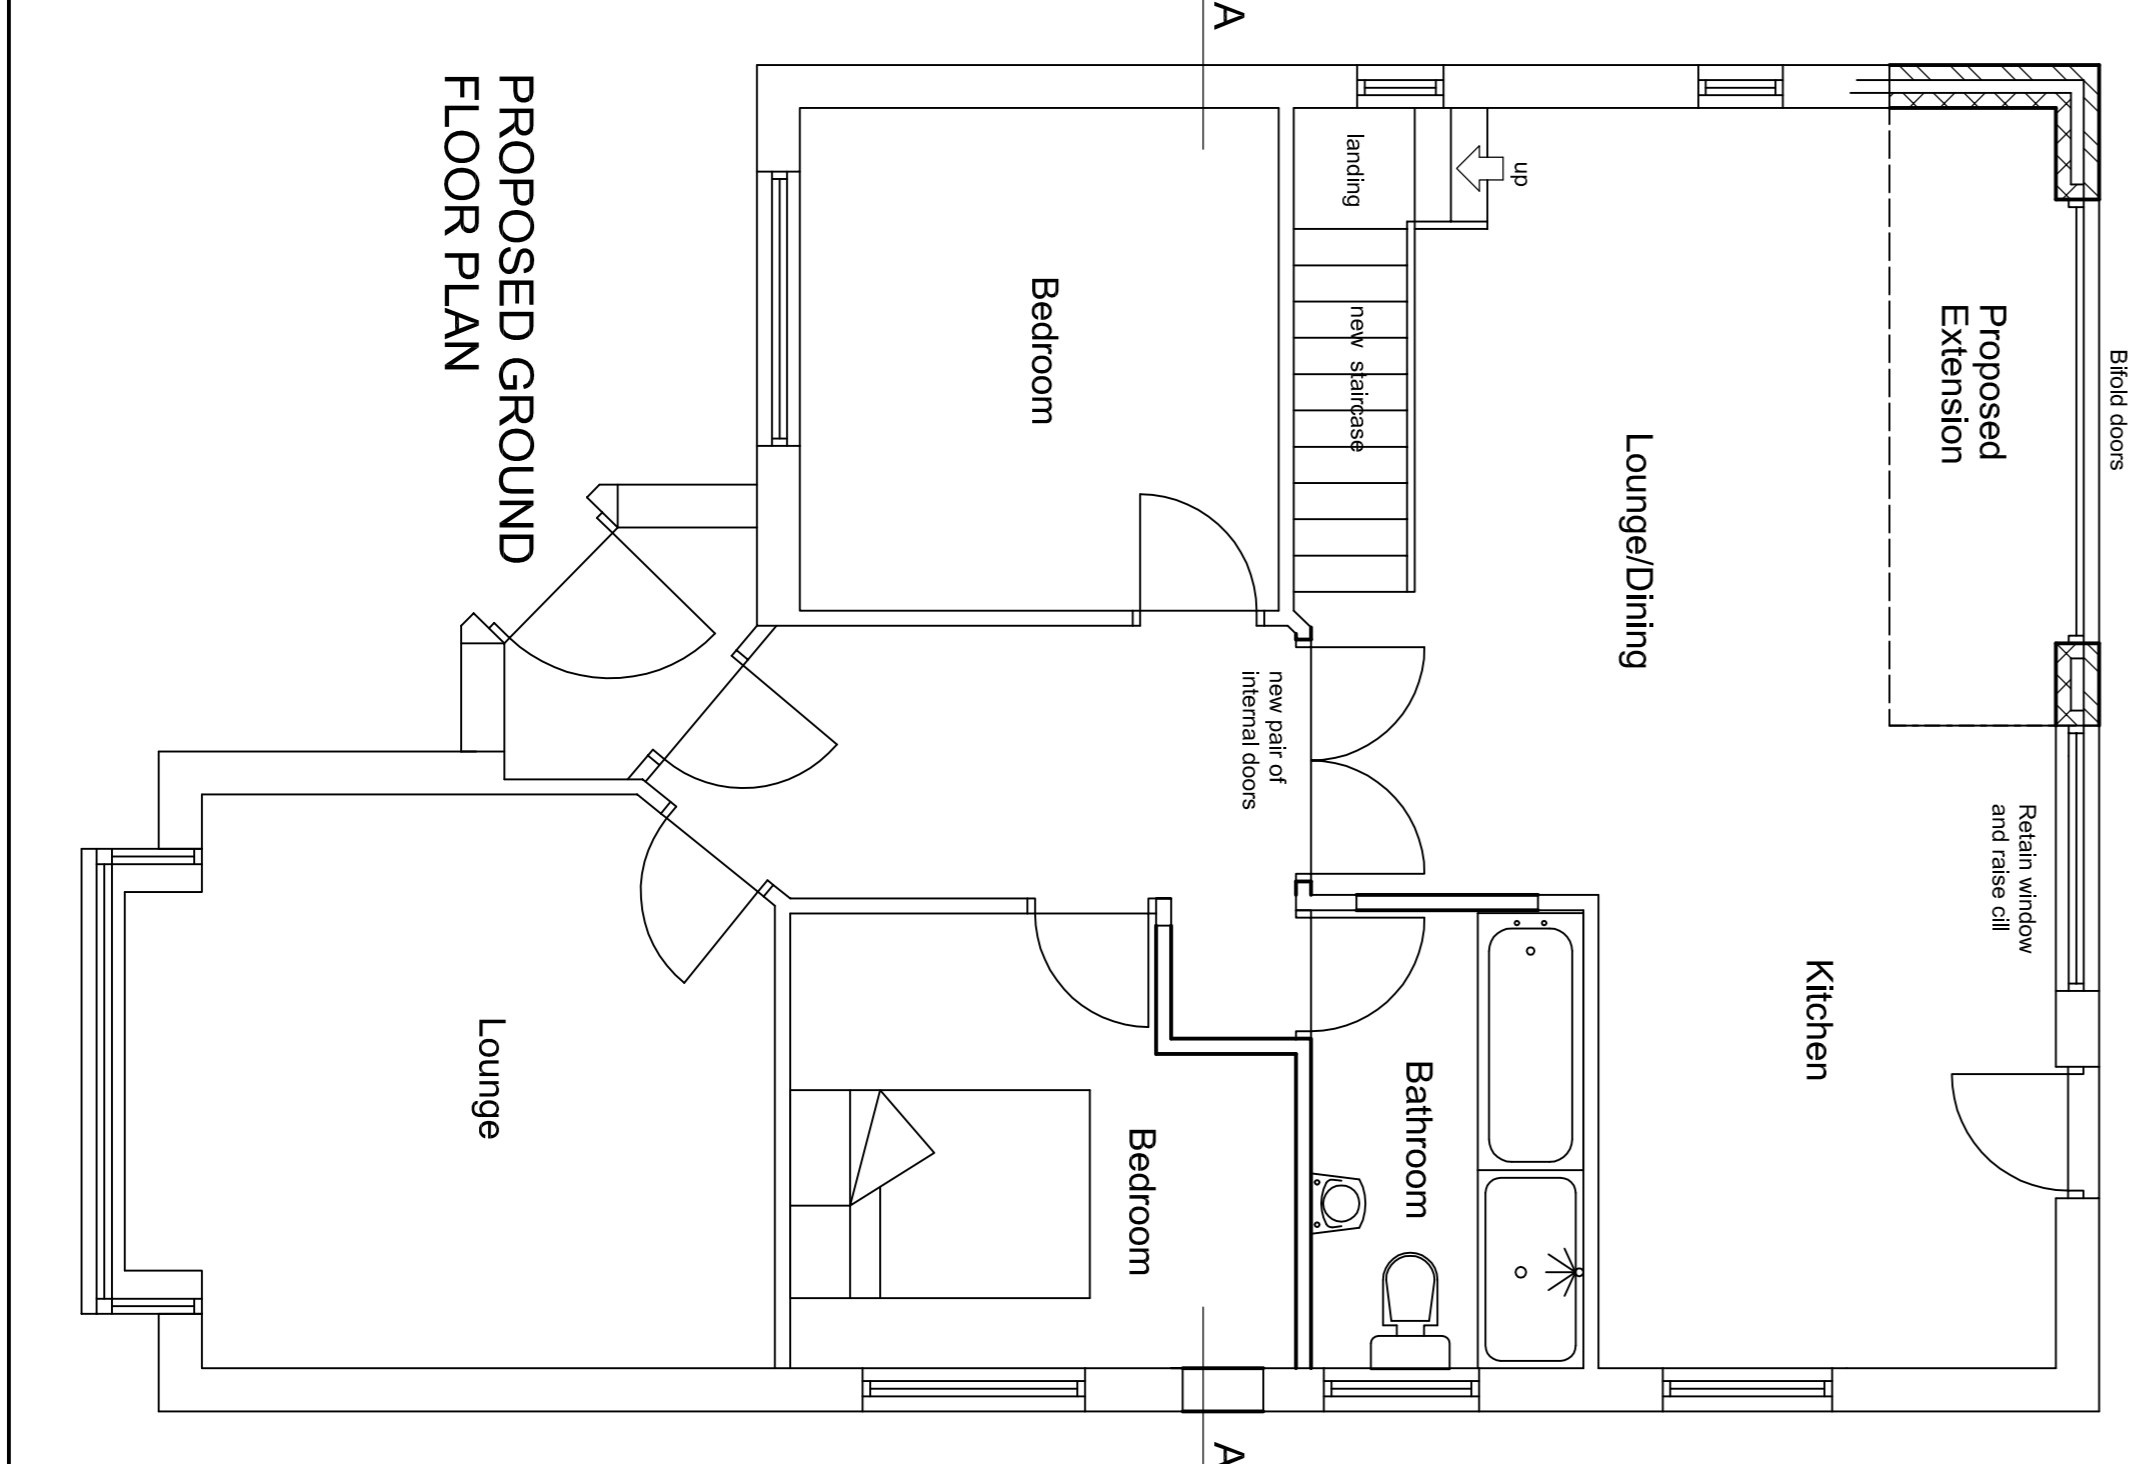 Bifold doors
Proposed
Extension
Retain window
and raise cill
Kitchen
Lounge/Dining
up
landing
new staircase
Bathroom
new pair of
internal doors
A
A
Bedroom
Bedroom
Lounge
PROPOSED GROUND
FLOOR PLAN